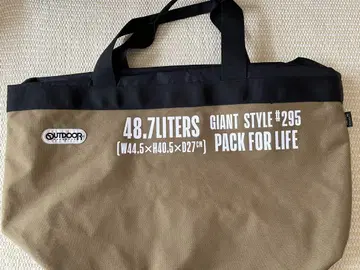 OUTDOOR
48.7LITERS GIANT STYLE #295
[W44.5×H40.5×D27cm] PACK FOR LIFE